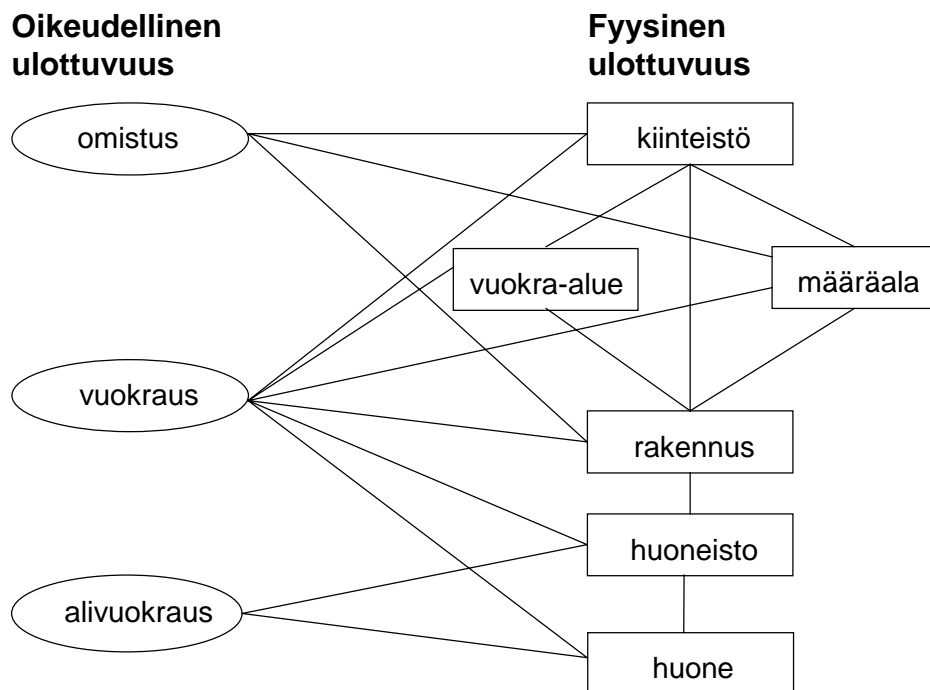 Oikeudellinen
ulottuvuus
Fyysinen
ulottuvuus
omistus
kiinteistö
vuokra-alue
määräala
vuokraus
rakennus
huoneisto
alivuokraus
huone